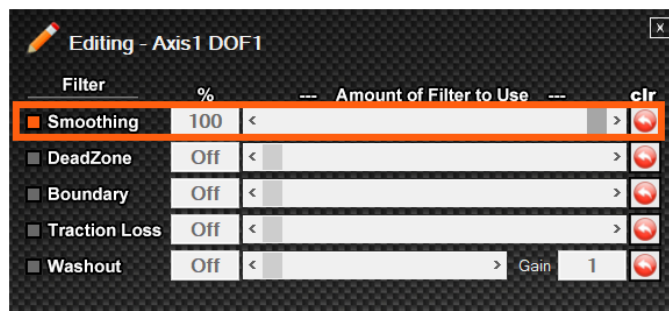 Editing - Axis1 DOF1
x
Filter % --- Amount of Filter to Use --- clr
Smoothing 100 < >
DeadZone Off < >
Boundary Off < >
Traction Loss Off < >
Washout Off < > Gain 1